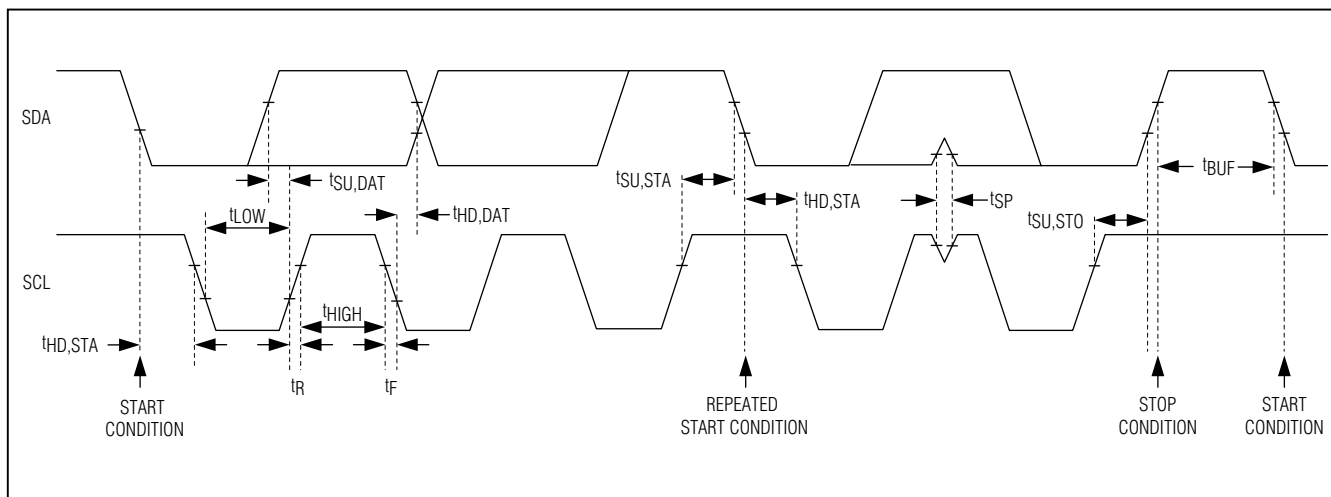 SDA
tSU,DAT
tSU,STA
tBUF
tLOW
tHD,DAT
tHD,STA
tSP
tSU,STO
SCL
tHIGH
tHD,STA
tR
tF
START
CONDITION
REPEATED
START CONDITION
STOP
CONDITION
START
CONDITION